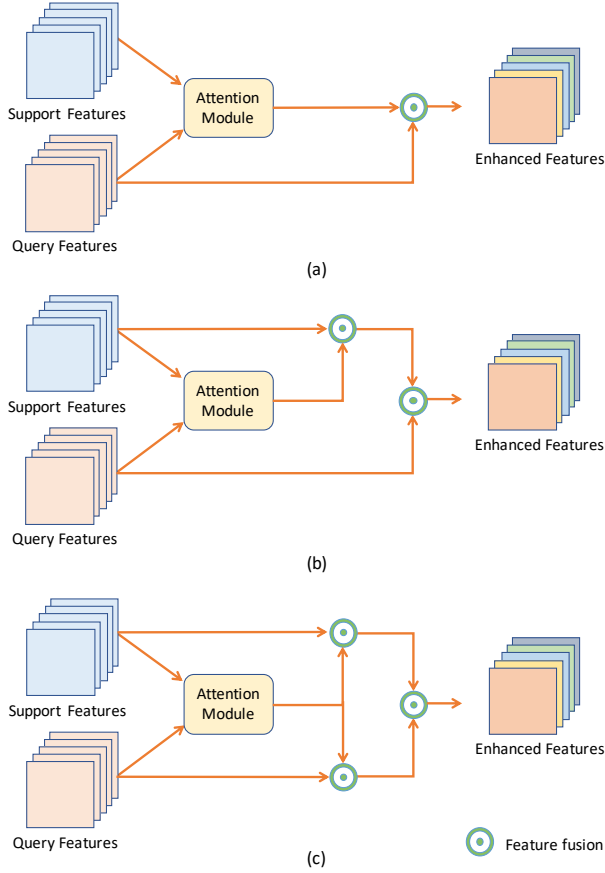 Support Features
Attention
Module
Enhanced Features
Query Features
(a)
Support Features
Attention
Module
Enhanced Features
Query Features
(b)
Support Features
Attention
Module
Enhanced Features
Query Features
Feature fusion
(c)